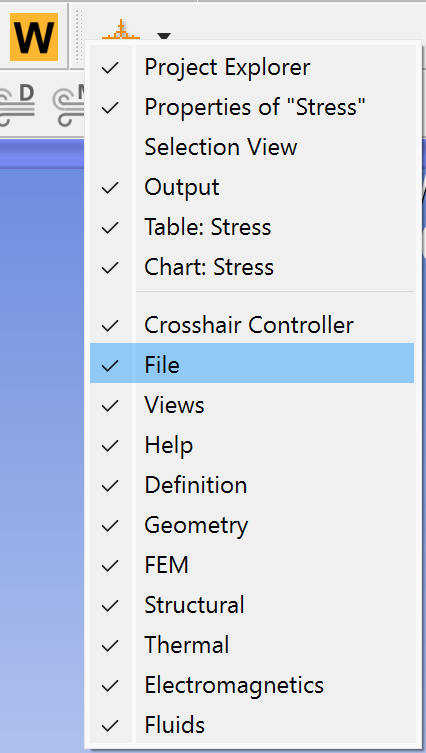 W
D
Project Explorer
Properties of "Stress"
Selection View
Output
Table: Stress
Chart: Stress
Crosshair Controller
File
Views
Help
Definition
Geometry
FEM
Structural
Thermal
Electromagnetics
Fluids